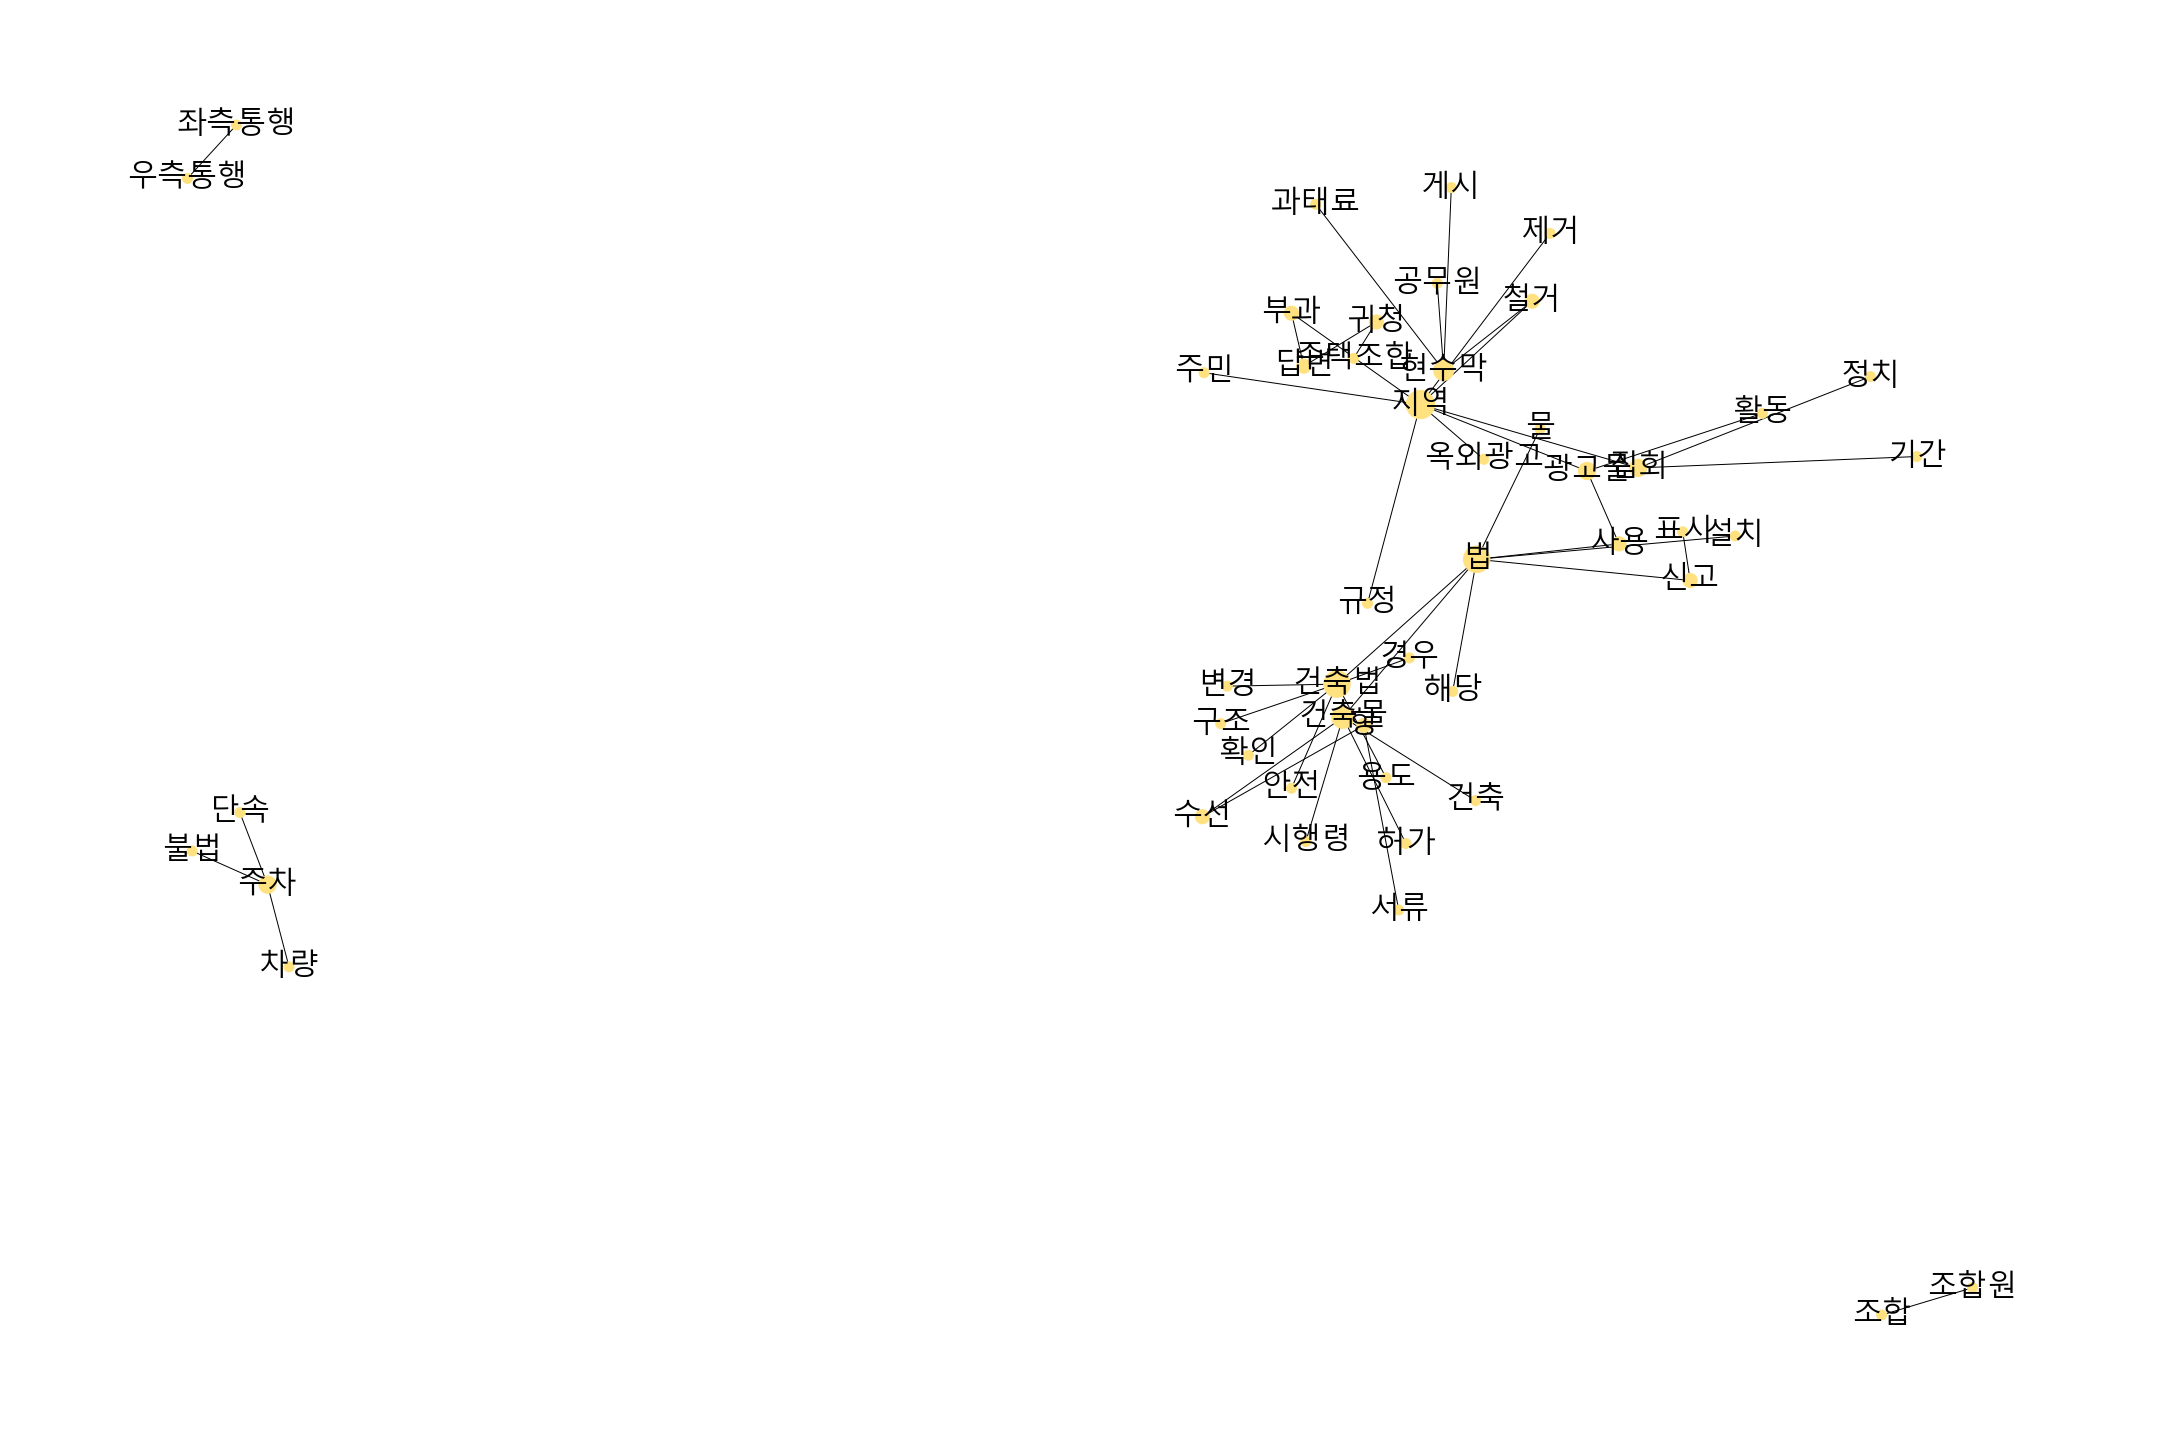 좌측통행
우측통행
게시
과태료
제거
공무원
철거
부과
귀청
주택조합
답변
현수막
주민
지역
정치
활동
물
옥외광고
광고물
집회
기간
표시
설치
사용
법
신고
규정
경우
변경
건축법
해당
건축물
구조
확인
용도
안전
건축
수선
시행령
허가
서류
단속
불법
주차
차량
조합원
조합